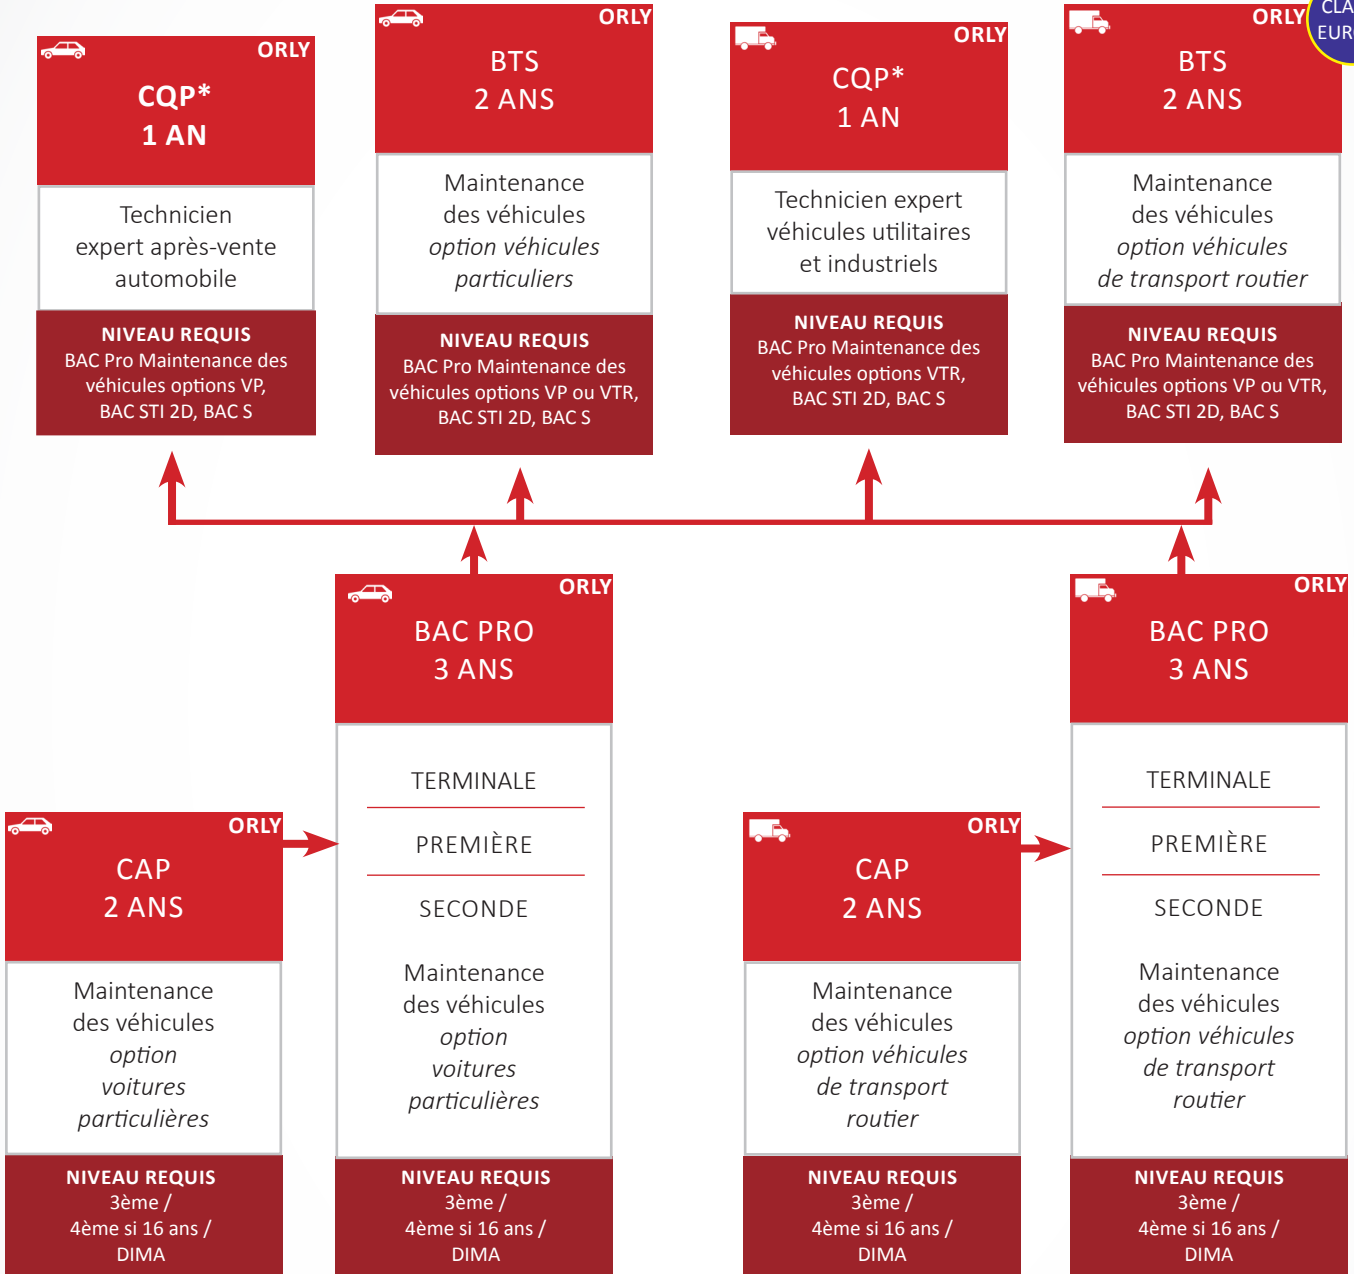 ORLY
CQP*
1 AN
Technicien
expert après-vente
automobile
NIVEAU REQUIS
BAC Pro Maintenance des
véhicules options VP,
BAC STI 2D, BAC S
ORLY
BTS
2 ANS
Maintenance
des véhicules
option véhicules
particuliers
NIVEAU REQUIS
BAC Pro Maintenance des
véhicules options VP ou VTR,
BAC STI 2D, BAC S
ORLY
CQP*
1 AN
Technicien expert
véhicules utilitaires
et industriels
NIVEAU REQUIS
BAC Pro Maintenance des
véhicules options VTR,
BAC STI 2D, BAC S
ORLY
BTS
2 ANS
Maintenance
des véhicules
option véhicules
de transport routier
NIVEAU REQUIS
BAC Pro Maintenance des
véhicules options VP ou VTR,
BAC STI 2D, BAC S
ORLY
CAP
2 ANS
Maintenance
des véhicules
option
voitures
particulières
NIVEAU REQUIS
3ème /
4ème si 16 ans /
DIMA
ORLY
BAC PRO
3 ANS
TERMINALE
PREMIÈRE
SECONDE
Maintenance
des véhicules
option
voitures
particulières
NIVEAU REQUIS
3ème /
4ème si 16 ans /
DIMA
ORLY
CAP
2 ANS
Maintenance
des véhicules
option véhicules
de transport
routier
NIVEAU REQUIS
3ème /
4ème si 16 ans /
DIMA
ORLY
BAC PRO
3 ANS
TERMINALE
PREMIÈRE
SECONDE
Maintenance
des véhicules
option véhicules
de transport
routier
NIVEAU REQUIS
3ème /
4ème si 16 ans /
DIMA